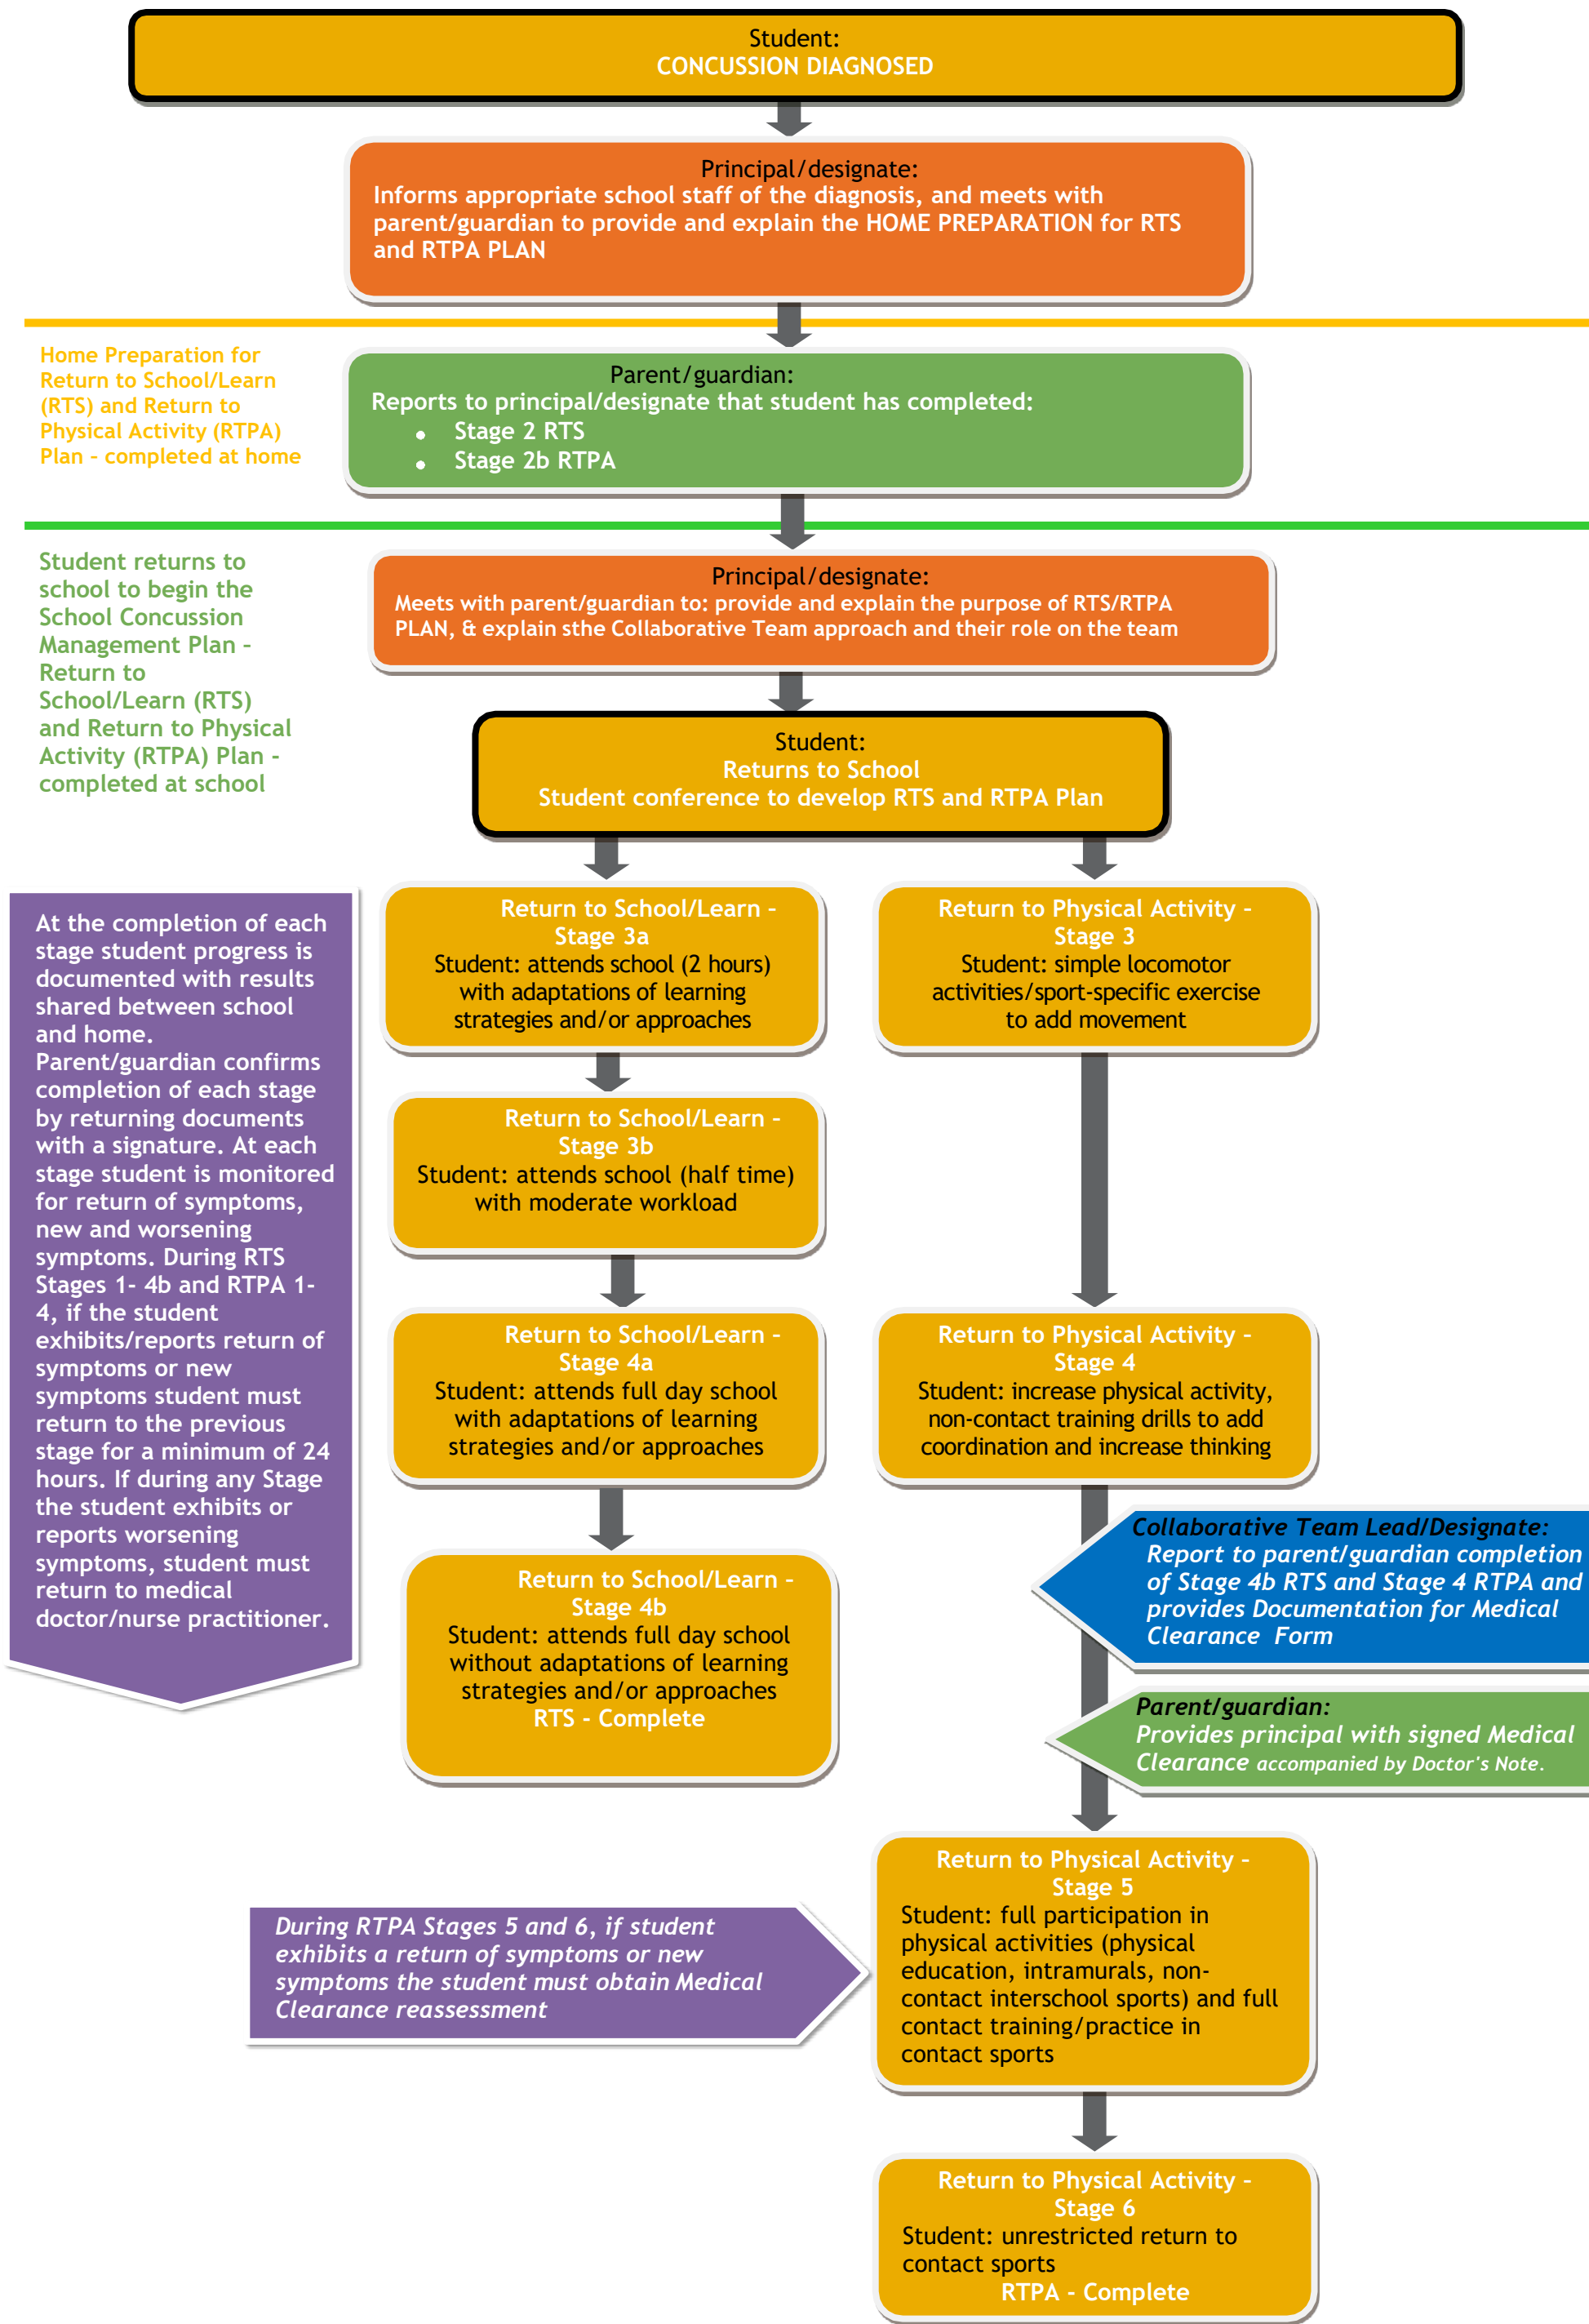 Student:
CONCUSSION DIAGNOSED
Principal/designate:
Informs appropriate school staff of the diagnosis, and meets with
parent/guardian to provide and explain the HOME PREPARATION for RTS
and RTPA PLAN
Home Preparation for
Return to School/Learn
(RTS) and Return to
Physical Activity (RTPA)
Plan - completed at home
Parent/guardian:
Reports to principal/designate that student has completed:
• Stage 2 RTS
• Stage 2b RTPA
Student returns to
school to begin the
School Concussion
Management Plan -
Return to
School/Learn (RTS)
and Return to Physical
Activity (RTPA) Plan -
completed at school
Principal/designate:
Meets with parent/guardian to: provide and explain the purpose of RTS/RTPA
PLAN, & explain sthe Collaborative Team approach and their role on the team
Student:
Returns to School
Student conference to develop RTS and RTPA Plan
At the completion of each
stage student progress is
documented with results
shared between school
and home.
Parent/guardian confirms
completion of each stage
by returning documents
with a signature. At each
stage student is monitored
for return of symptoms,
new and worsening
symptoms. During RTS
Stages 1- 4b and RTPA 1-
4, if the student
exhibits/reports return of
symptoms or new
symptoms student must
return to the previous
stage for a minimum of 24
hours. If during any Stage
the student exhibits or
reports worsening
symptoms, student must
return to medical
doctor/nurse practitioner.
Return to School/Learn -
Stage 3a
Student: attends school (2 hours)
with adaptations of learning
strategies and/or approaches
Return to School/Learn -
Stage 3b
Student: attends school (half time)
with moderate workload
Return to School/Learn -
Stage 4a
Student: attends full day school
with adaptations of learning
strategies and/or approaches
Return to School/Learn -
Stage 4b
Student: attends full day school
without adaptations of learning
strategies and/or approaches
RTS - Complete
Return to Physical Activity -
Stage 3
Student: simple locomotor
activities/sport-specific exercise
to add movement
Return to Physical Activity -
Stage 4
Student: increase physical activity,
non-contact training drills to add
coordination and increase thinking
Collaborative Team Lead/Designate:
Report to parent/guardian completion
of Stage 4b RTS and Stage 4 RTPA and
provides Documentation for Medical
Clearance Form
Parent/guardian:
Provides principal with signed Medical
Clearance accompanied by Doctor's Note.
During RTPA Stages 5 and 6, if student
exhibits a return of symptoms or new
symptoms the student must obtain Medical
Clearance reassessment
Return to Physical Activity -
Stage 5
Student: full participation in
physical activities (physical
education, intramurals, non-
contact interschool sports) and full
contact training/practice in
contact sports
Return to Physical Activity -
Stage 6
Student: unrestricted return to
contact sports
RTPA - Complete